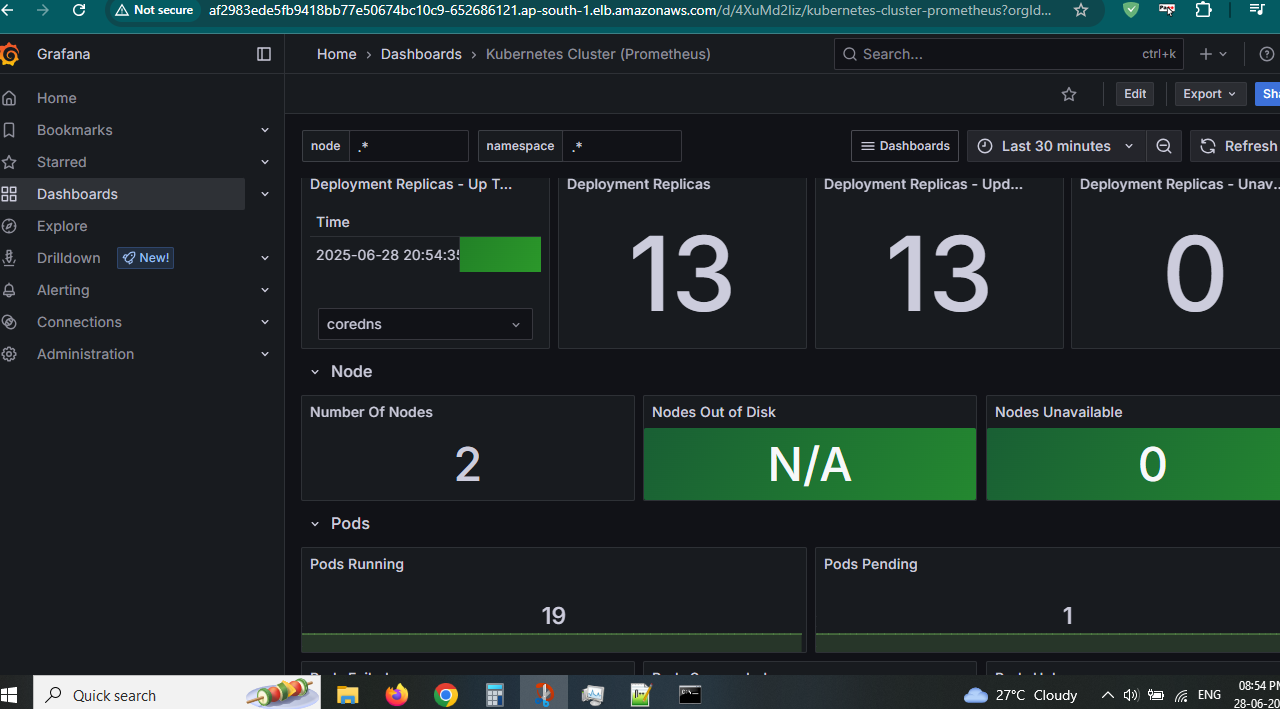 Not secure af2983ede5fb9418bb77e50674bc10c9-652686121.ap-south-1.elb.amazonaws.com/d/4XuMd2Iiz/kubernetes-cluster-prometheus?orgId...
Grafana
Home › Dashboards › Kubernetes Cluster (Prometheus)
Search... ctrl+k
Home
Bookmarks
Starred
Dashboards
Explore
Drilldown New!
Alerting
Connections
Administration
Edit Export Sha
node .* namespace .* Dashboards Last 30 minutes Refresh
Deployment Replicas - Up T... Deployment Replicas Deployment Replicas - Upd... Deployment Replicas - Unav...
Time
2025-06-28 20:54:35
coredns
13 13 0
Node
Number Of Nodes Nodes Out of Disk Nodes Unavailable
2 N/A 0
Pods
Pods Running Pods Pending
19 1
Quick search
27°C Cloudy ENG 08:54 PM
28-06-20